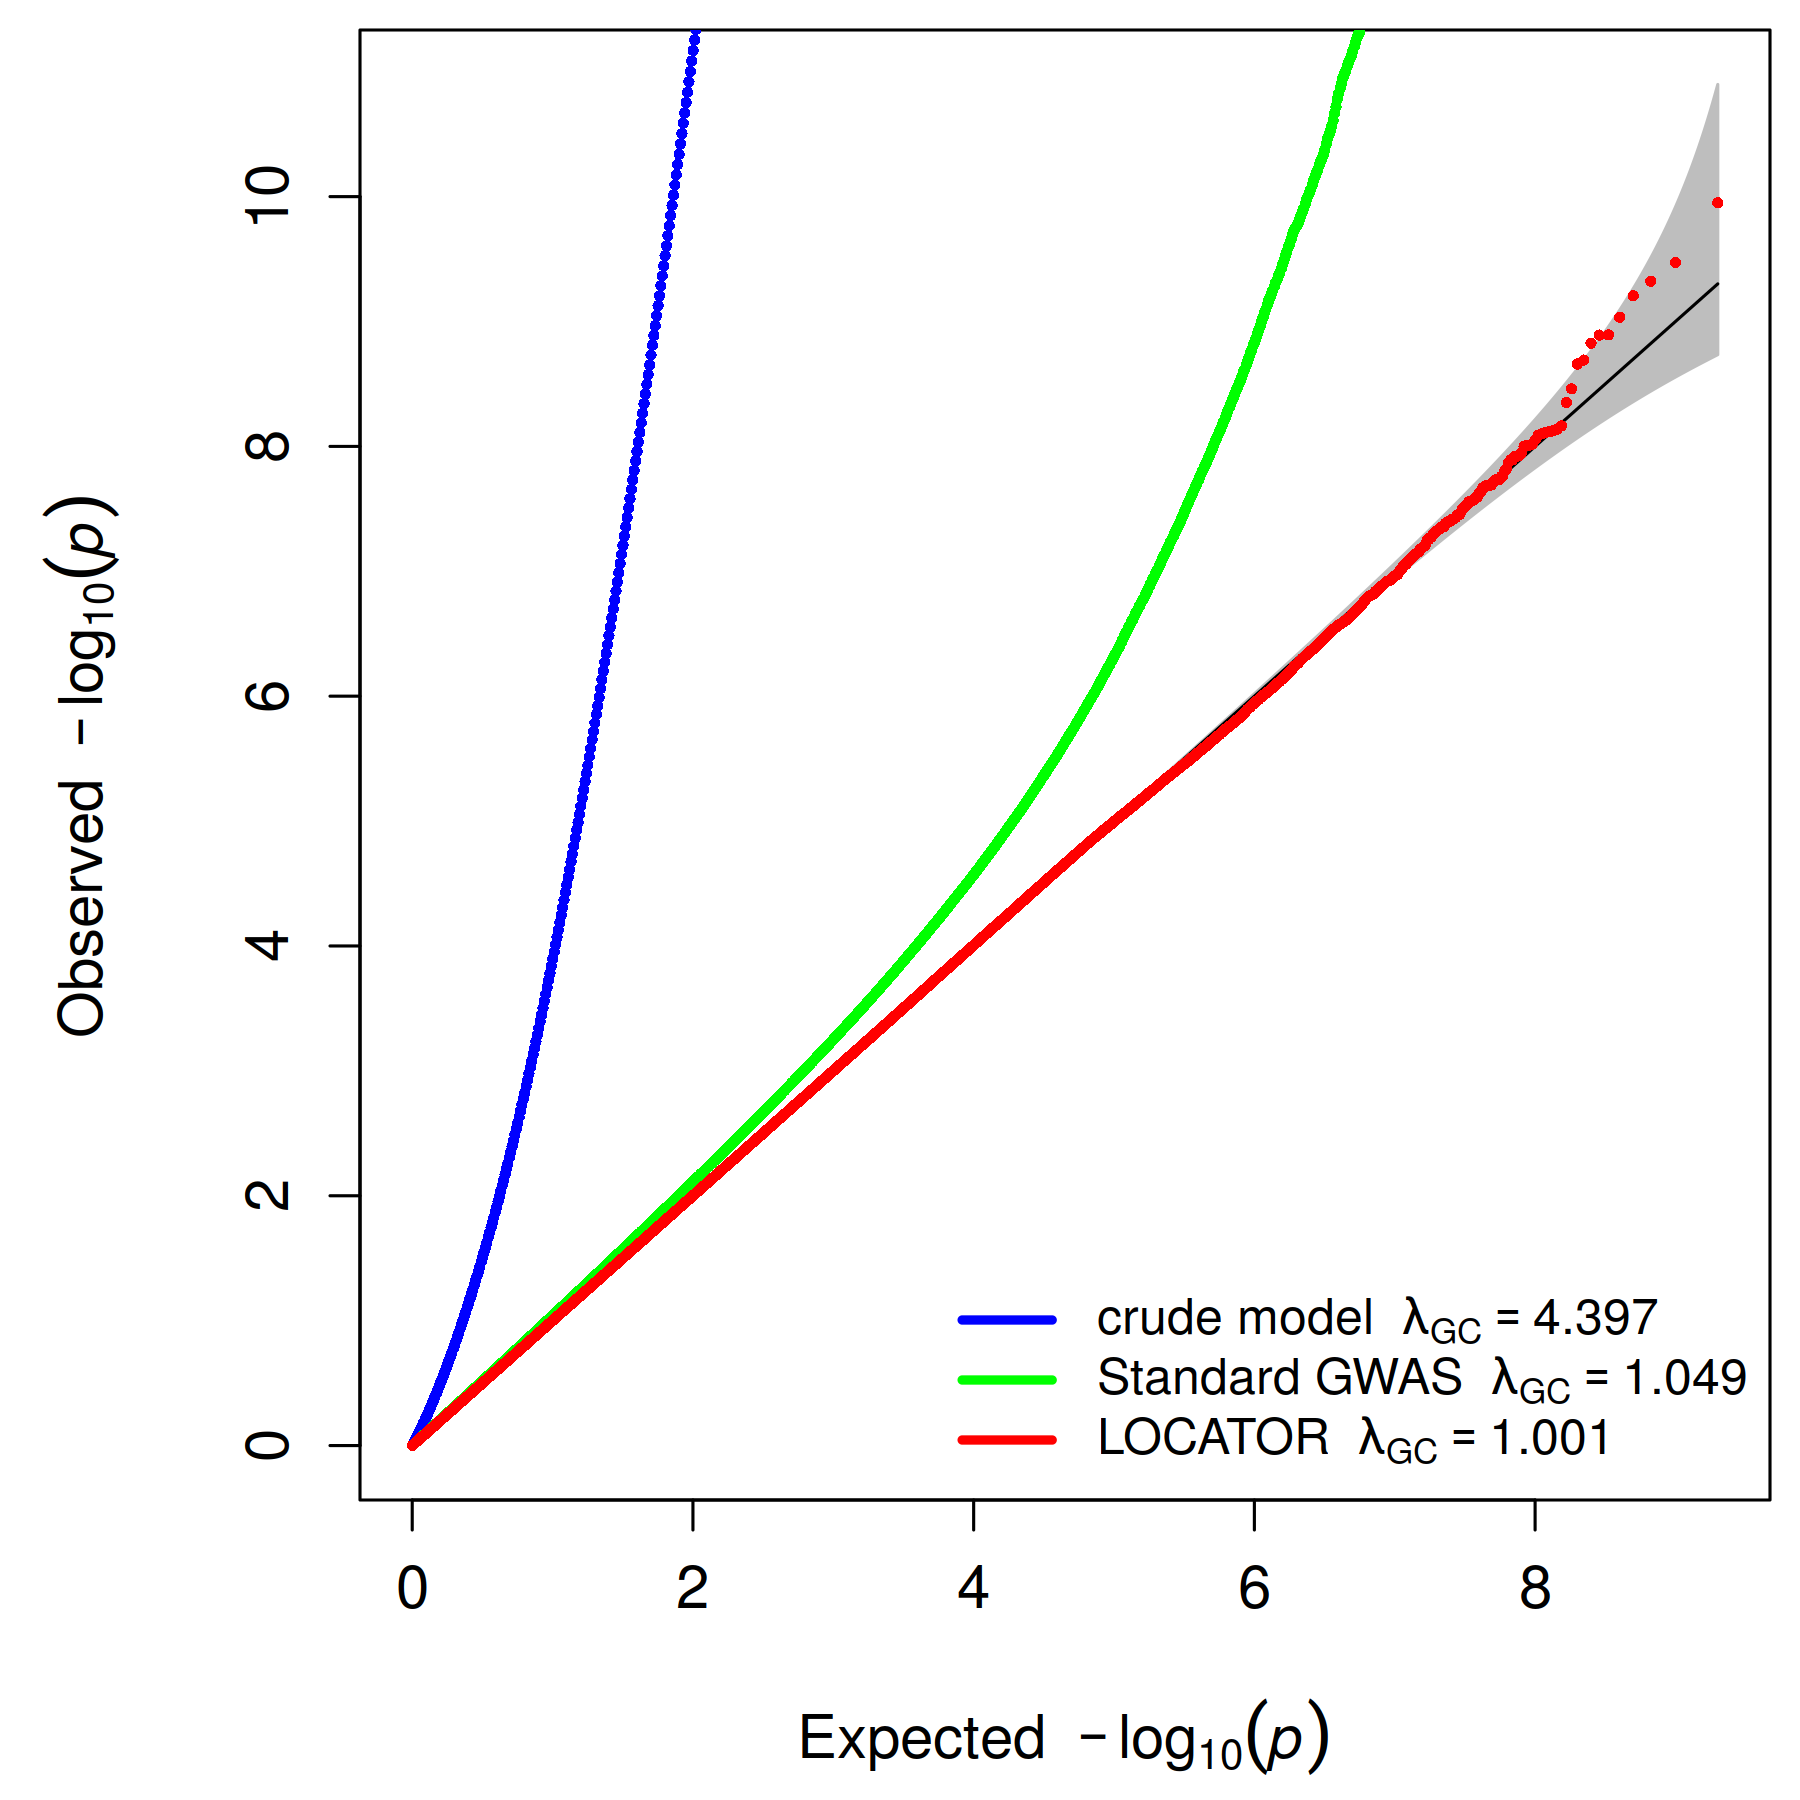 Observed −log10(p)
10
8
6
4
2
0
crude model λGC = 4.397
Standard GWAS λGC = 1.049
LOCATOR λGC = 1.001
0 2 4 6 8
Expected −log10(p)